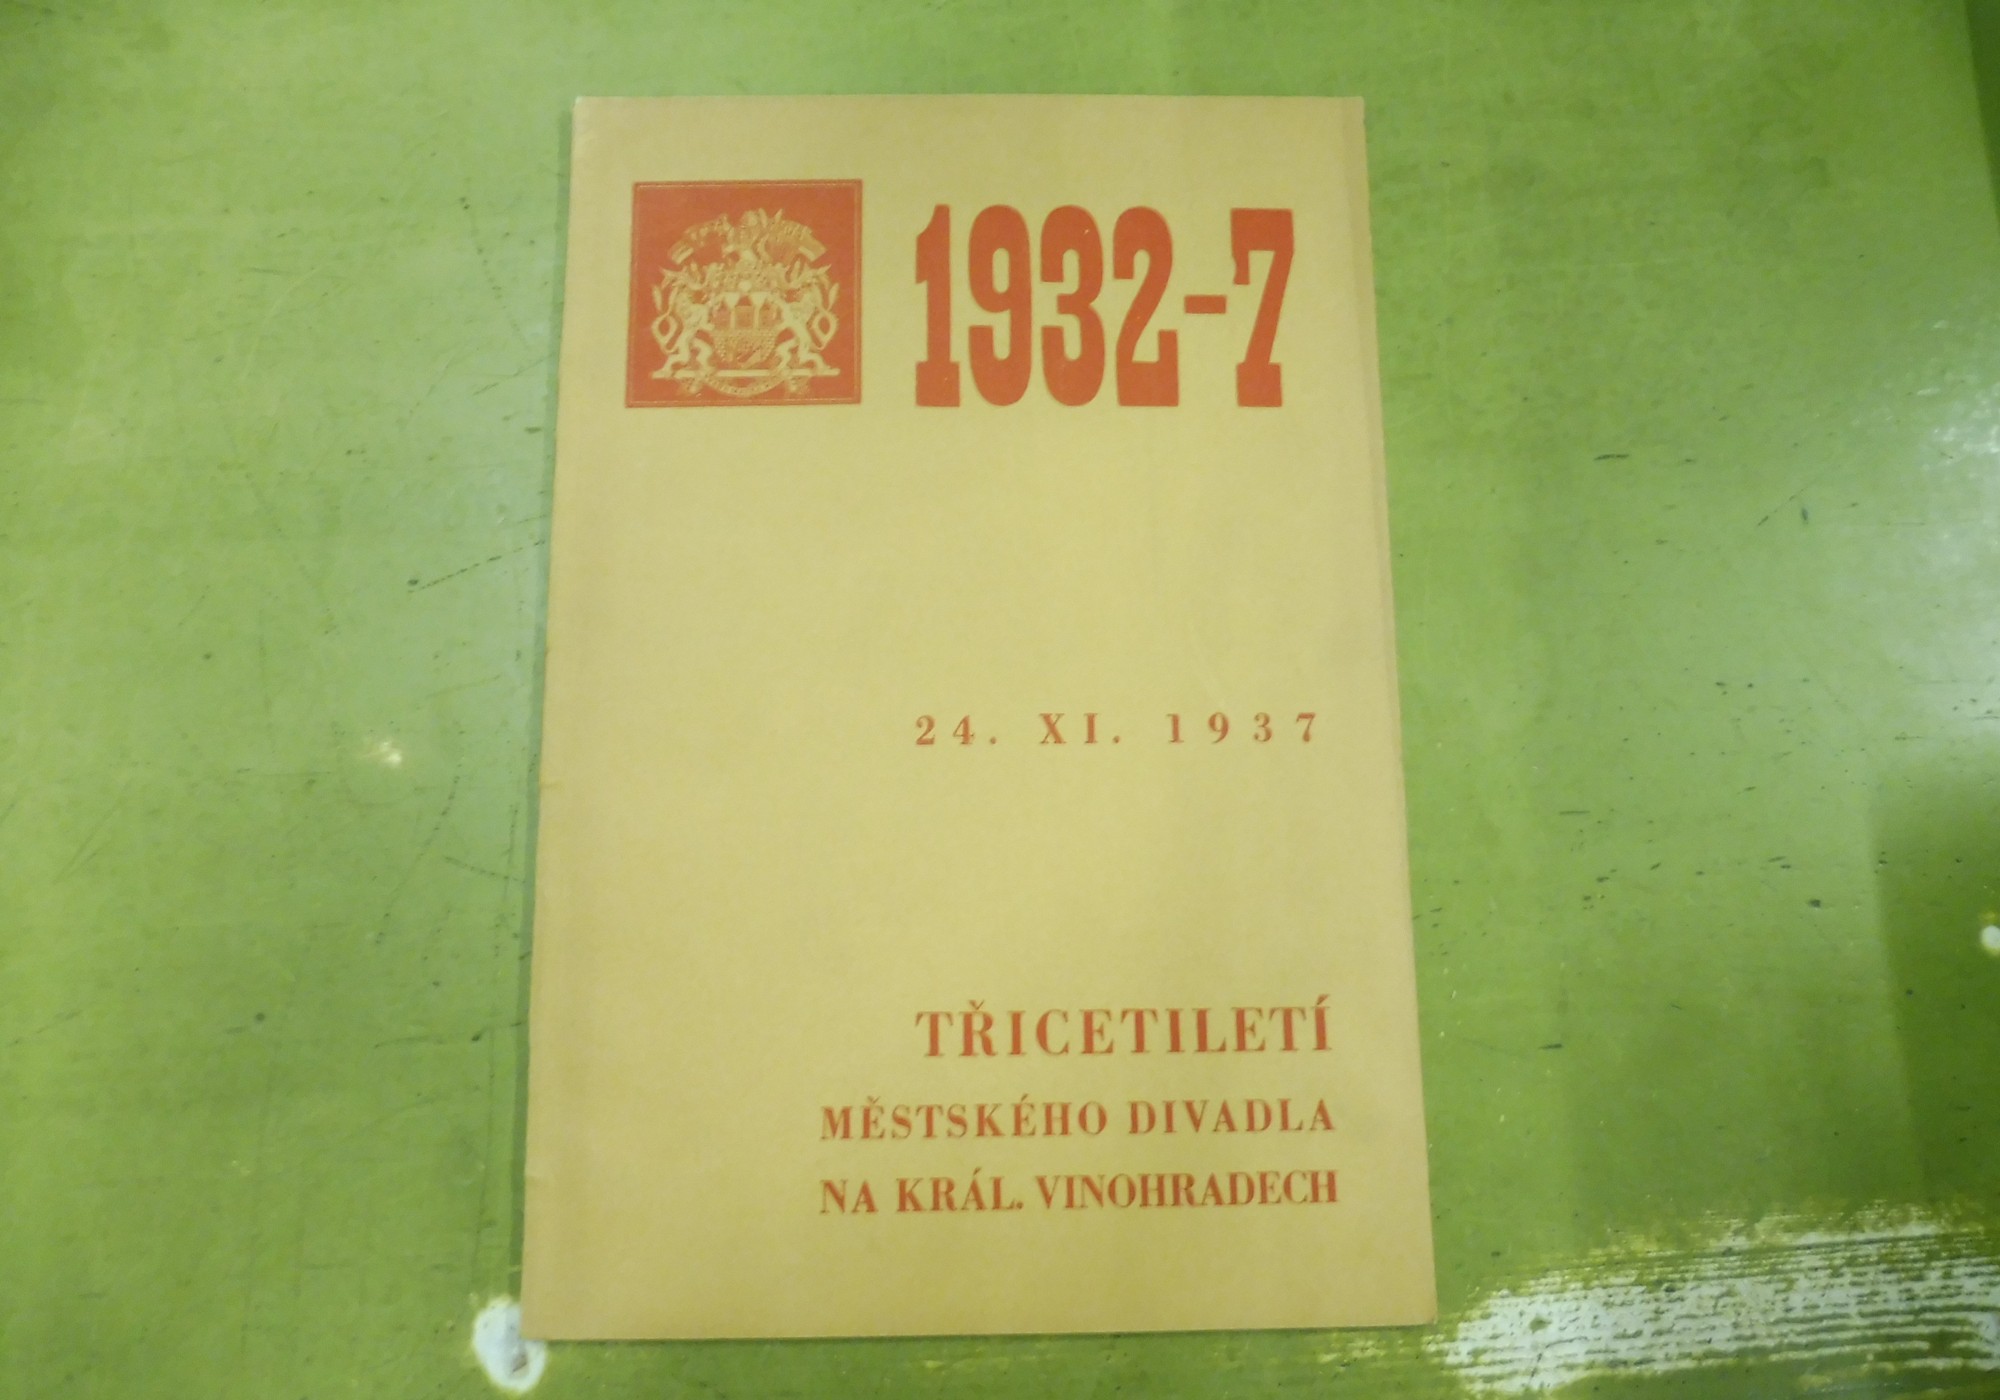 1932-7
24. XI. 1937
TŘICETILETÍ
MĚSTSKÉHO DIVADLA
NA KRÁL. VINOHRADECH